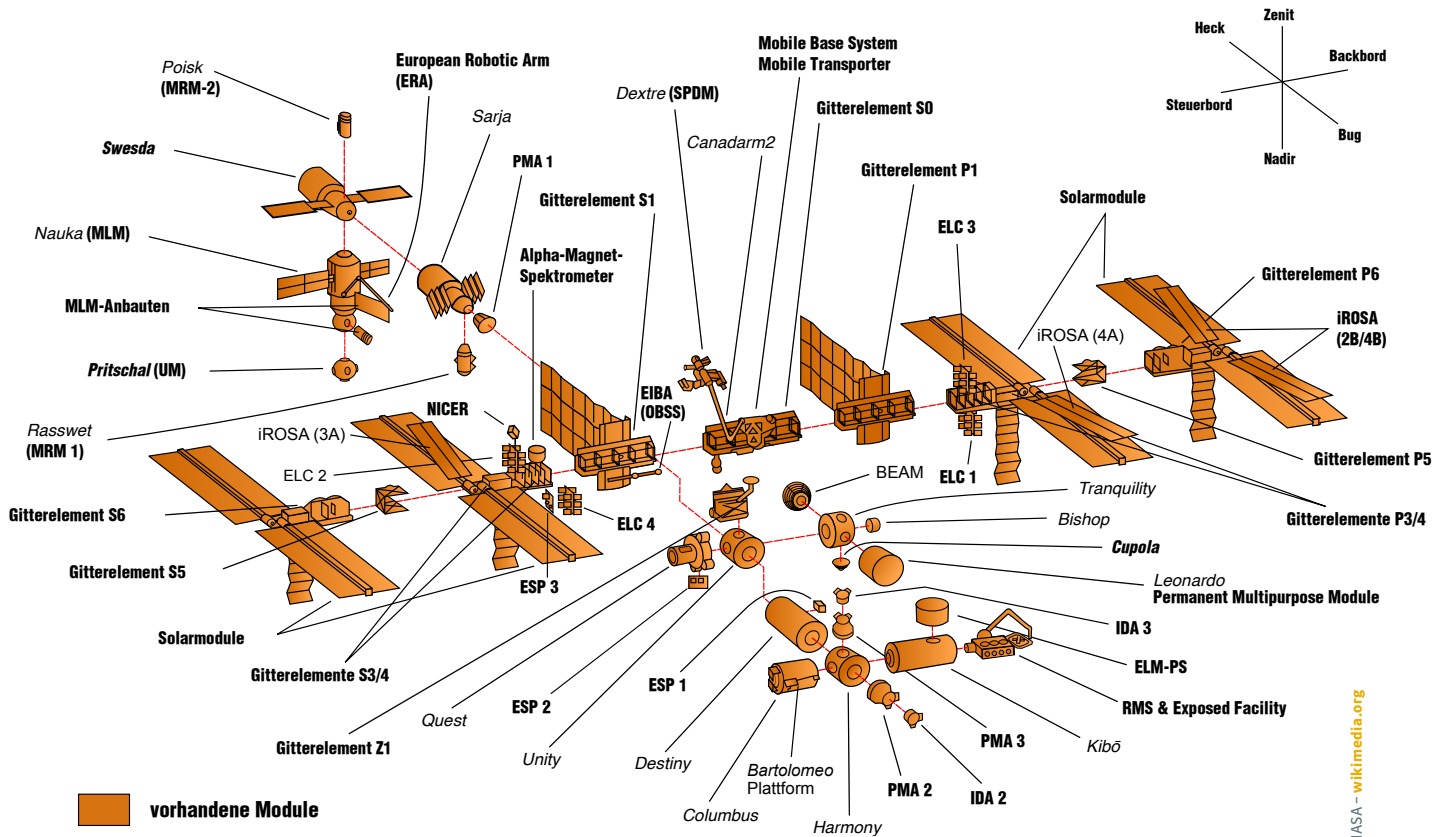 Zenit
Heck
Backbord
Steuerbord
Bug
Nadir
Poisk
(MRM-2)
European Robotic Arm
(ERA)
Mobile Base System
Mobile Transporter
Dextre (SPDM)
Gitterelement S0
Sarja
Canadarm2
Swesda
PMA 1
Gitterelement P1
Gitterelement S1
Solarmodule
ELC 3
Nauka (MLM)
Alpha-Magnet-
Spektrometer
Gitterelement P6
MLM-Anbauten
iROSA (4A)
iROSA
(2B/4B)
Pritschal (UM)
EIBA
(OBSS)
NICER
Rasswet
(MRM 1)
iROSA (3A)
ELC 2
BEAM
ELC 1
Gitterelement P5
Tranquility
Gitterelement S6
ELC 4
Bishop
Gitterelemente P3/4
Cupola
Gitterelement S5
ESP 3
Leonardo
Permanent Multipurpose Module
IDA 3
Solarmodule
ELM-PS
Gitterelemente S3/4
ESP 1
RMS & Exposed Facility
Quest
ESP 2
Gitterelement Z1
Unity
Destiny
PMA 3
Kibō
Bartolomeo
Plattform
PMA 2
IDA 2
Columbus
Harmony
vorhandene Module
NASA – wikimedia.org